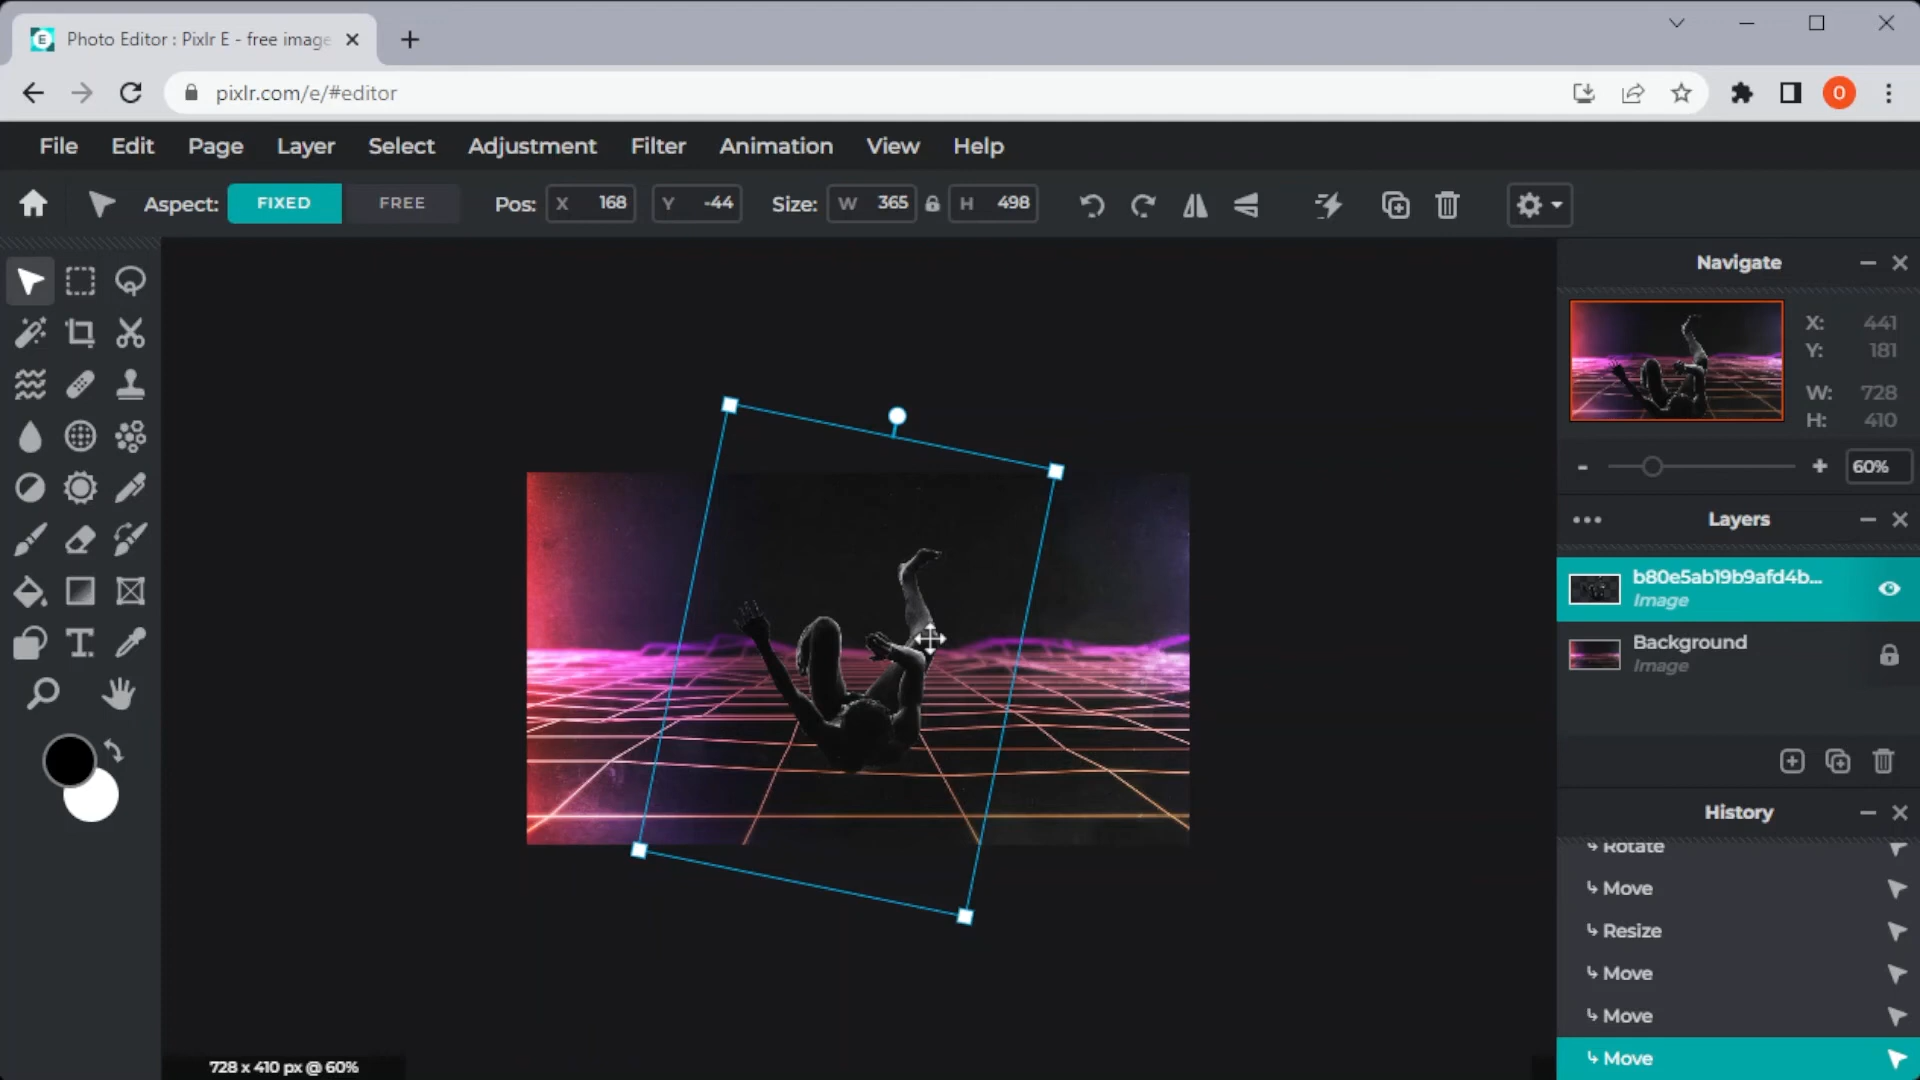 Photo Editor : Pixlr E - free image
pixlr.com/e/#editor
O
File Edit Page Layer Select Adjustment Filter Animation View Help
Aspect: FIXED FREE Pos: X 168 Y -44 Size: W 365 H 498
Navigate
X: 441
Y: 181
W: 728
H: 410
- + 60%
Layers
b80e5ab19b9afd4b...
Image
Background
Image
History
Rotate
Move
Resize
Move
Move
Move
728 x 410 px @ 60%